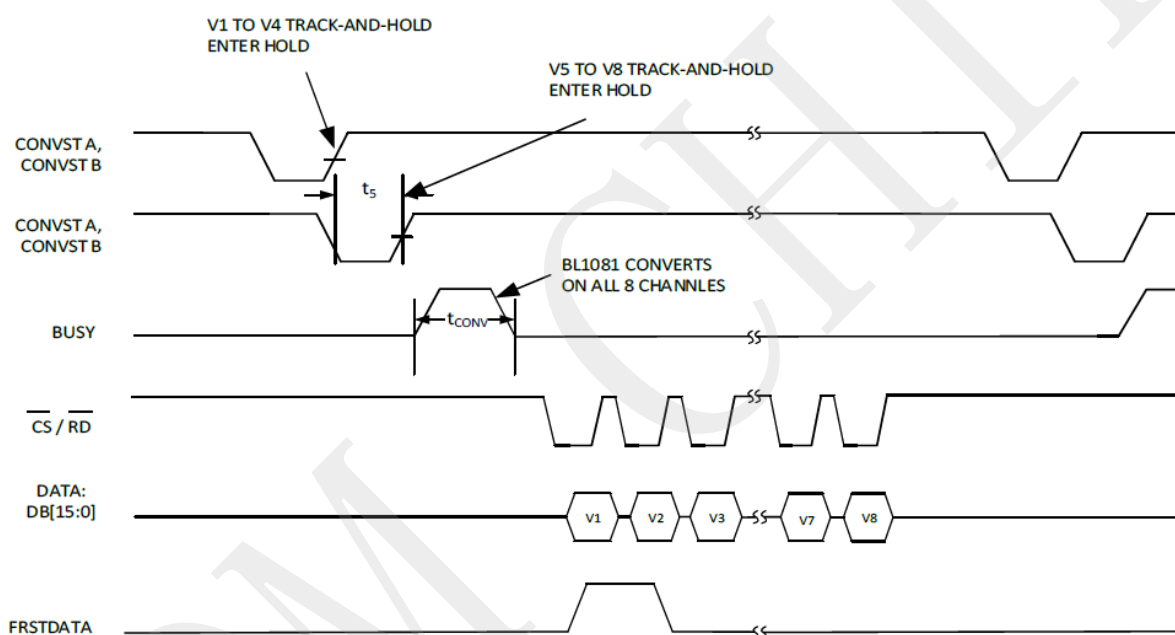 V1 TO V4 TRACK-AND-HOLD
ENTER HOLD
V5 TO V8 TRACK-AND-HOLD
ENTER HOLD
CONVST A,
CONVST B
t5
CONVST A,
CONVST B
BL1081 CONVERTS
ON ALL 8 CHANNLES
BUSY
tCONV
CS / RD
DATA:
DB[15:0]
V1
V2
V3
V7
V8
FRSTDATA